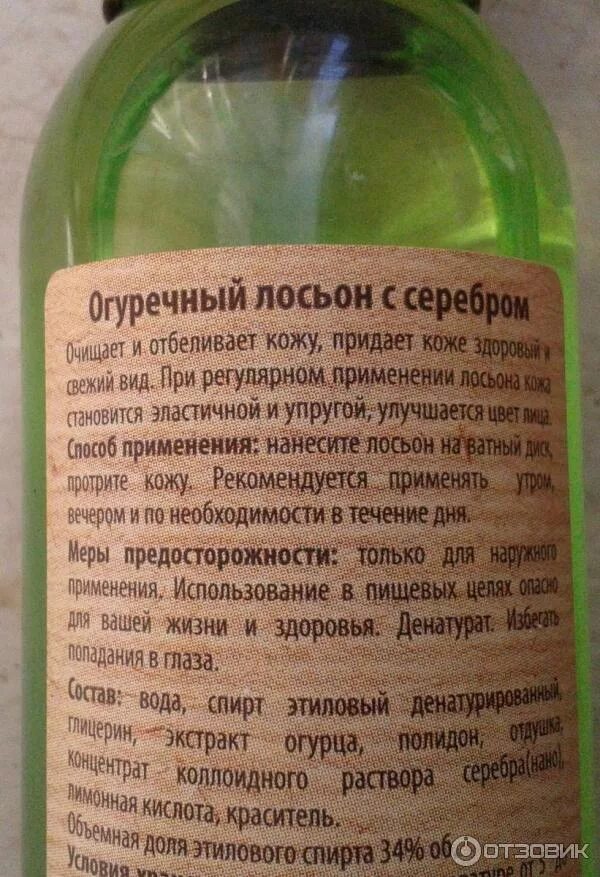 Огуречный лосьон с серебром
Очищает и отбеливает кожу, придает коже здоровый и
свежий вид. При регулярном применении лосьона кожа
становится эластичной и упругой, улучшается цвет лица.
Способ применения: нанесите лосьон на ватный диск,
протрите кожу. Рекомендуется применять утром,
вечером и по необходимости в течение дня.
Меры предосторожности: только для наружного
применения. Использование в пищевых целях опасно
для вашей жизни и здоровья. Денатурат. Избегать
попадания в глаза.
Состав: вода, спирт этиловый денатурированный,
глицерин, экстракт огурца, полидон, отдушка,
концентрат коллоидного раствора серебра(нано),
лимонная кислота, краситель.
Объемная доля этилового спирта 34% об
Условия от 5°
ОТЗОВИК